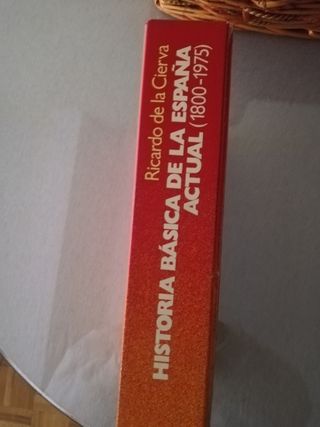 Ricardo de la Cierva
HISTORIA BÁSICA DE LA ESPAÑA
ACTUAL (1800-1975)